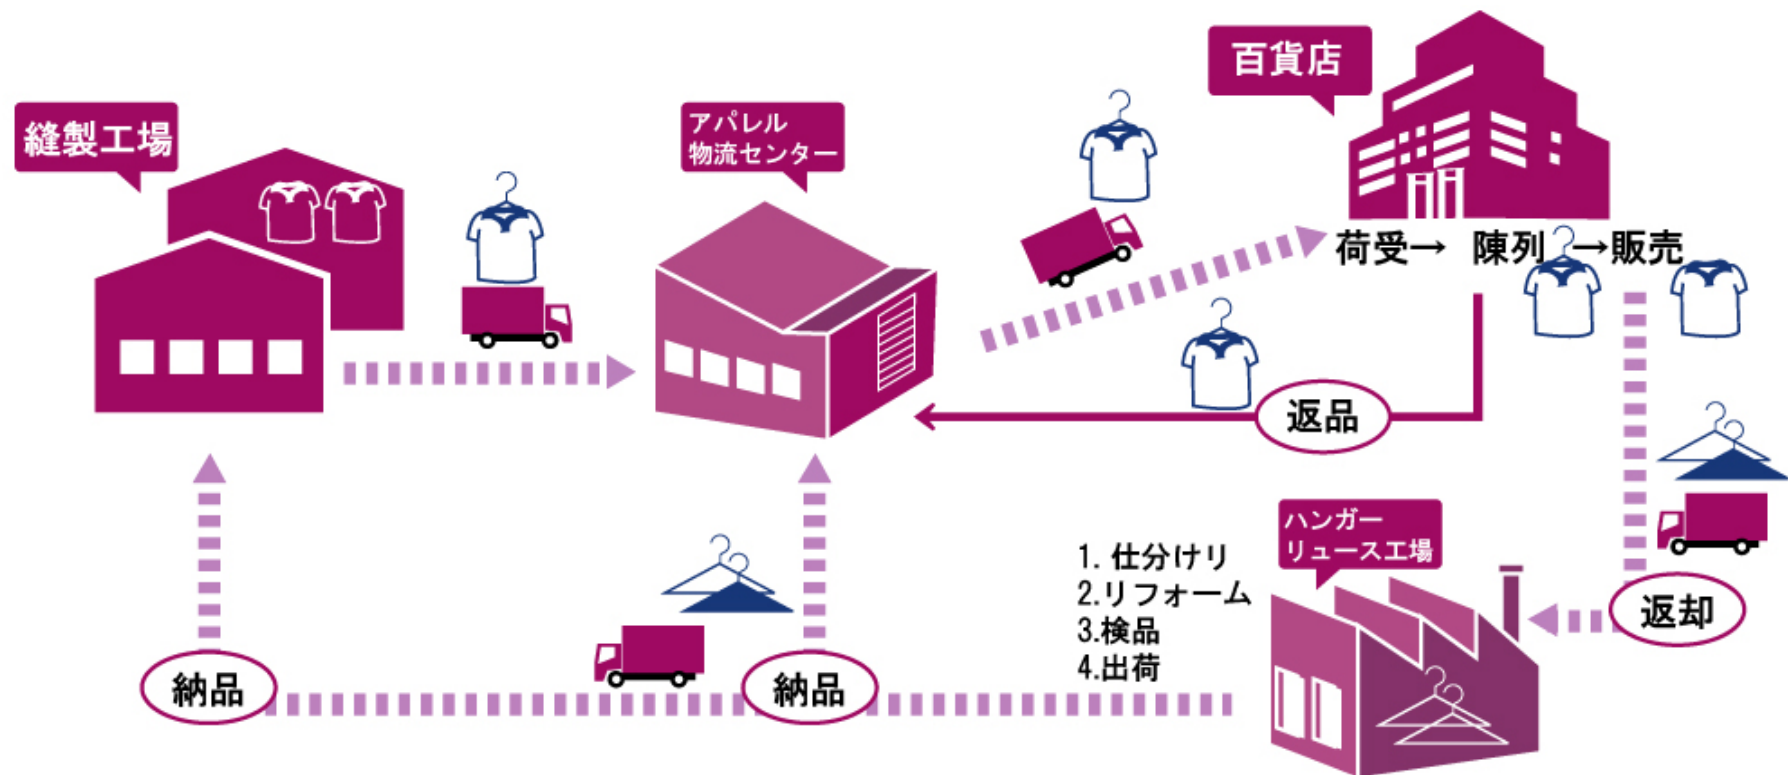 百貨店
縫製工場
アパレル
物流センター
荷受→ 陳列 →販売
返品
ハンガー
リュース工場
1. 仕分けリ
2.リフォーム
3.検品
4.出荷
返却
納品
納品